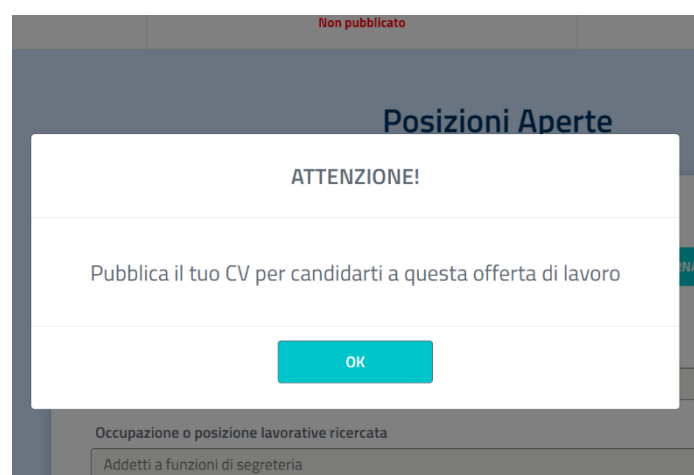 Non pubblicato
Posizioni Aperte
ATTENZIONE!
Pubblica il tuo CV per candidarti a questa offerta di lavoro
OK
Occupazione o posizione lavorative ricercata
Addetti a funzioni di segreteria